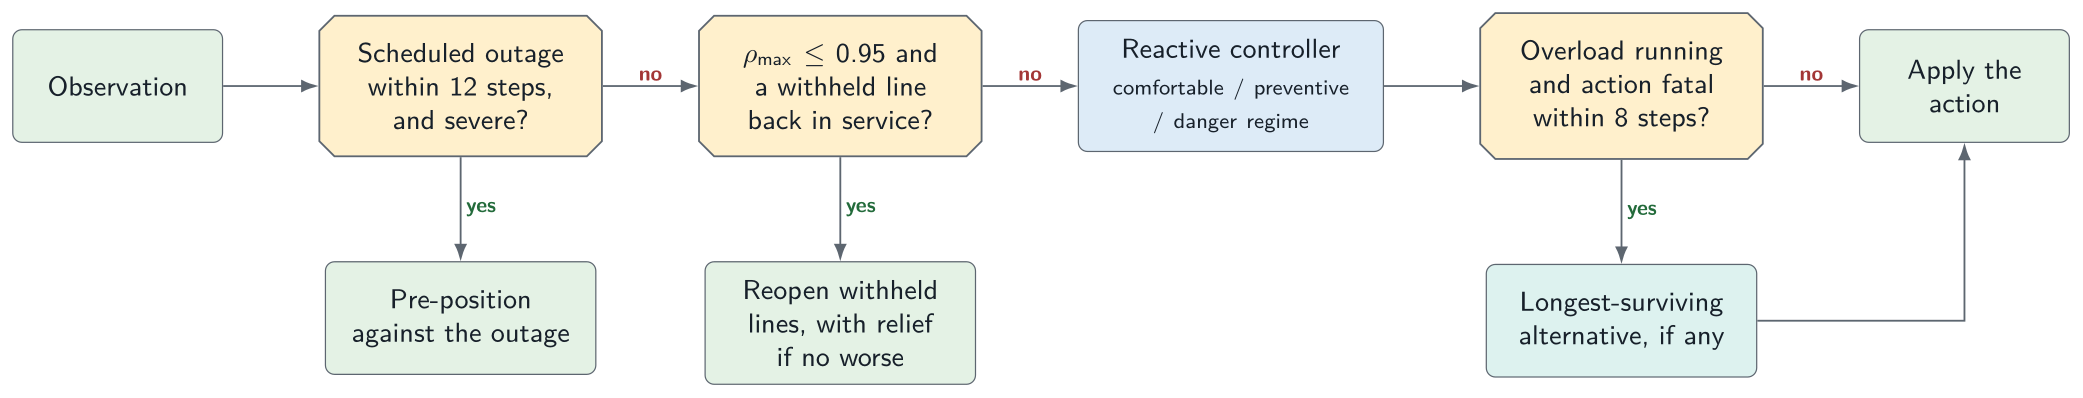 Observation
Scheduled outage
within 12 steps,
and severe?
no
yes
Pre-position
against the outage
ρmax ≤ 0.95 and
a withheld line
back in service?
no
yes
Reopen withheld
lines, with relief
if no worse
Reactive controller
comfortable / preventive
/ danger regime
Overload running
and action fatal
within 8 steps?
no
yes
Longest-surviving
alternative, if any
Apply the
action